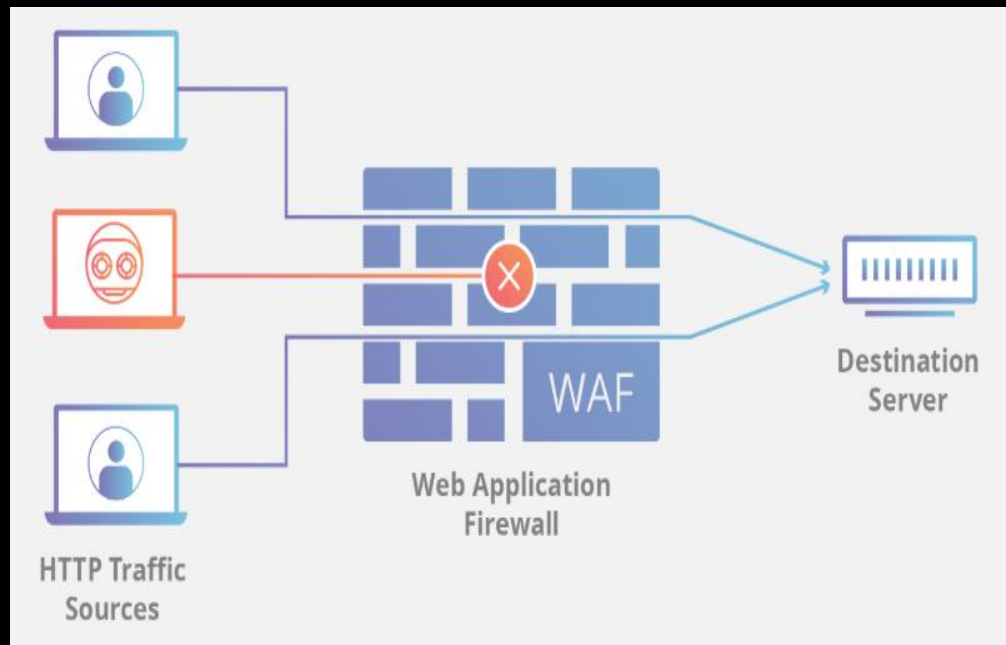 HTTP Traffic
Sources
WAF
Web Application
Firewall
Destination
Server